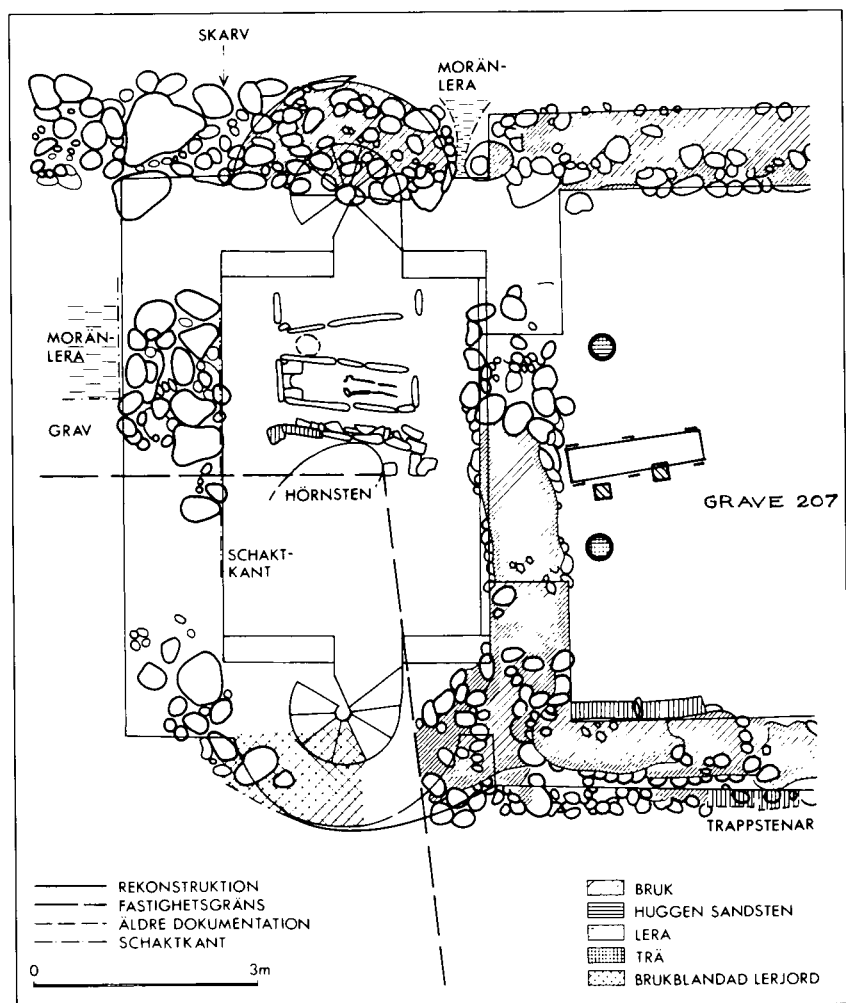 SKARV
MORÄN-
LERA
MORÄN-
LERA
GRAV
HÖRNSTEN
GRAVE 207
SCHAKT-
KANT
TRAPPSTENAR
REKONSTRUKTION
FASTIGHETSGRÄNS
ÄLDRE DOKUMENTATION
SCHAKTKANT
0 3m
BRUK
HUGGEN SANDSTEN
LERA
TRÄ
BRUKBLANDAD LERJORD